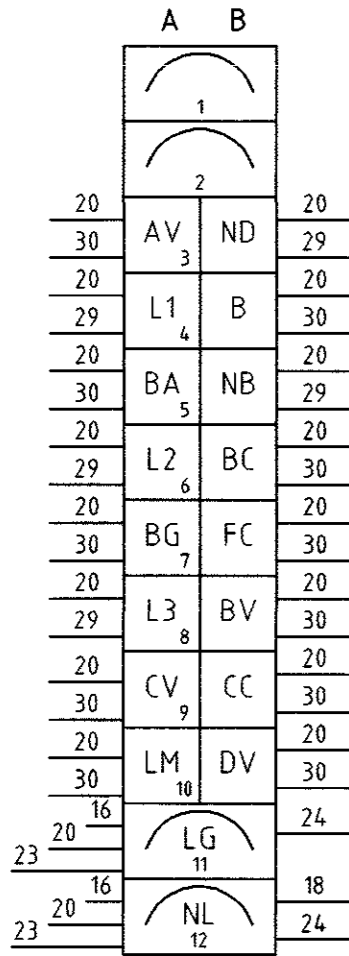 A B
1
2
20 20
AV ND
30 3 29
20 20
L1 B
29 4 30
20 20
BA NB
30 5 29
20 20
L2 BC
29 6 30
20 20
BG FC
30 7 30
20 20
L3 BV
29 8 30
20 20
CV CC
30 9 30
20 20
LM DV
30 10 30
16 24
20 LG
23 11
16 18
20 NL
23 12 24